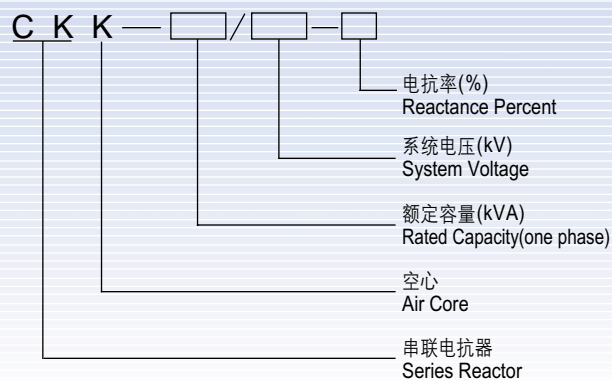 C K K — □/□—□
电抗率(%)
Reactance Percent
系统电压(kV)
System Voltage
额定容量(kVA)
Rated Capacity(one phase)
空心
Air Core
串联电抗器
Series Reactor